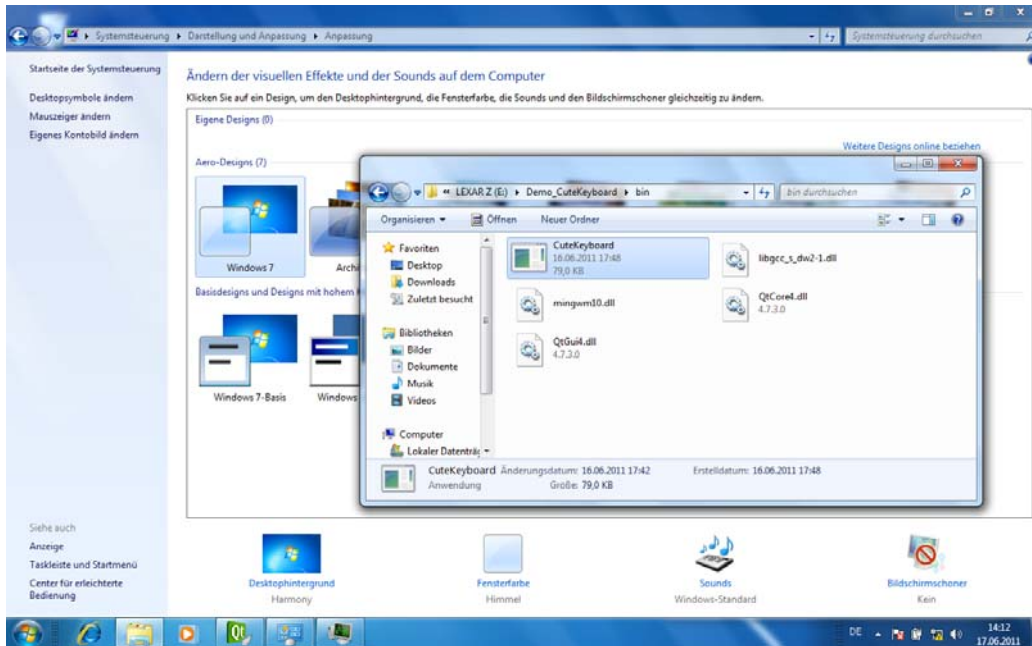 Systemsteuerung ▸ Darstellung und Anpassung ▸ Anpassung
Systemsteuerung durchsuchen
Startseite der Systemsteuerung
Desktopsymbole ändern
Mauszeiger ändern
Eigenes Kontobild ändern
Ändern der visuellen Effekte und der Sounds auf dem Computer
Klicken Sie auf ein Design, um den Desktophintergrund, die Fensterfarbe, die Sounds und den Bildschirmschoner gleichzeitig zu ändern.
Eigene Designs (0)
Weitere Designs online beziehen
Aero-Designs (7)
Windows 7
Archi
Basisdesigns und Designs mit hohem
Windows 7-Basis
Windows
« LEXAR Z (E:) ▸ Demo_CuteKeyboard ▸ bin
bin durchsuchen
Organisieren
Öffnen
Neuer Ordner
Favoriten
Desktop
Downloads
Zuletzt besucht
Bibliotheken
Bilder
Dokumente
Musik
Videos
Computer
Lokaler Datenträg
CuteKeyboard
16.06.2011 17:48
79,0 KB
libgcc_s_dw2-1.dll
mingwm10.dll
QtCore4.dll
4.7.3.0
QtGui4.dll
4.7.3.0
CuteKeyboard Änderungsdatum: 16.06.2011 17:42 Erstelldatum: 16.06.2011 17:48
Anwendung Größe: 79,0 KB
Siehe auch
Anzeige
Taskleiste und Startmenü
Center für erleichterte
Bedienung
Desktophintergrund
Harmony
Fensterfarbe
Himmel
Sounds
Windows-Standard
Bildschirmschoner
Kein
Qt
DE
14:12
17.06.2011